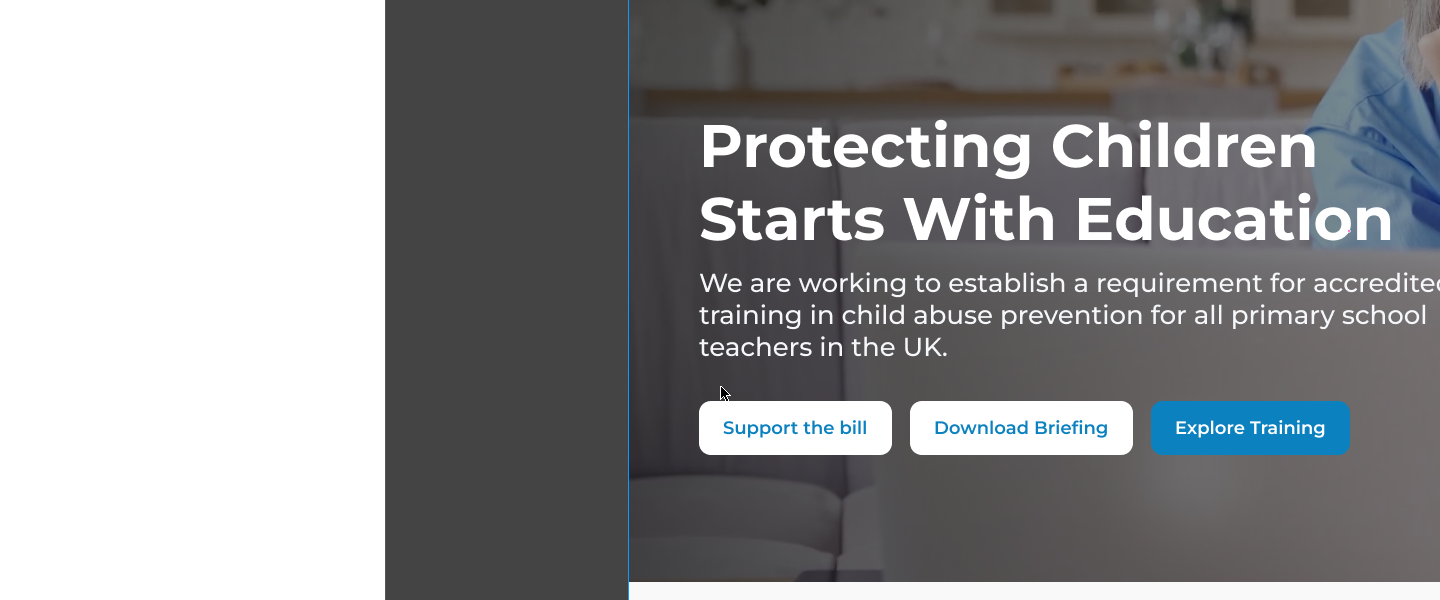 Protecting Children
Starts With Education
We are working to establish a requirement for accredited
training in child abuse prevention for all primary school
teachers in the UK.
Support the bill
Download Briefing
Explore Training